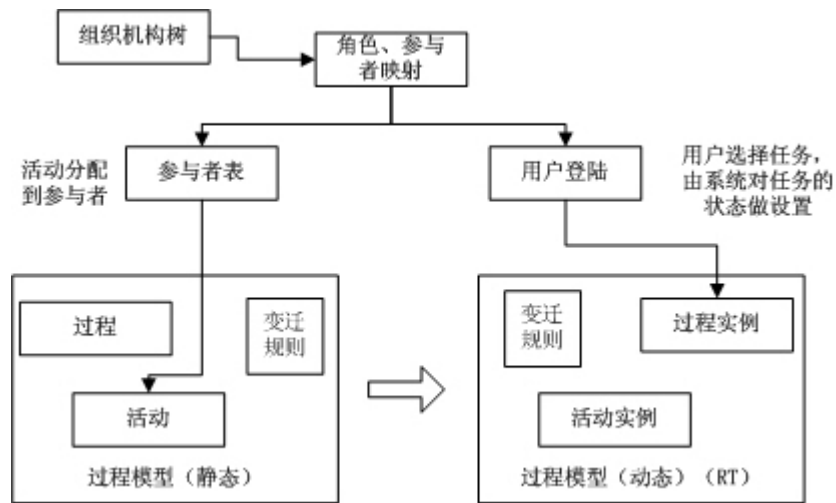 组织机构树
角色、参与
者映射
活动分配
到参与者
参与者表
用户登陆
用户选择任务，
由系统对任务的
状态做设置
过程
变迁
规则
活动
过程模型（静态）
变迁
规则
过程实例
活动实例
过程模型（动态）（RT）